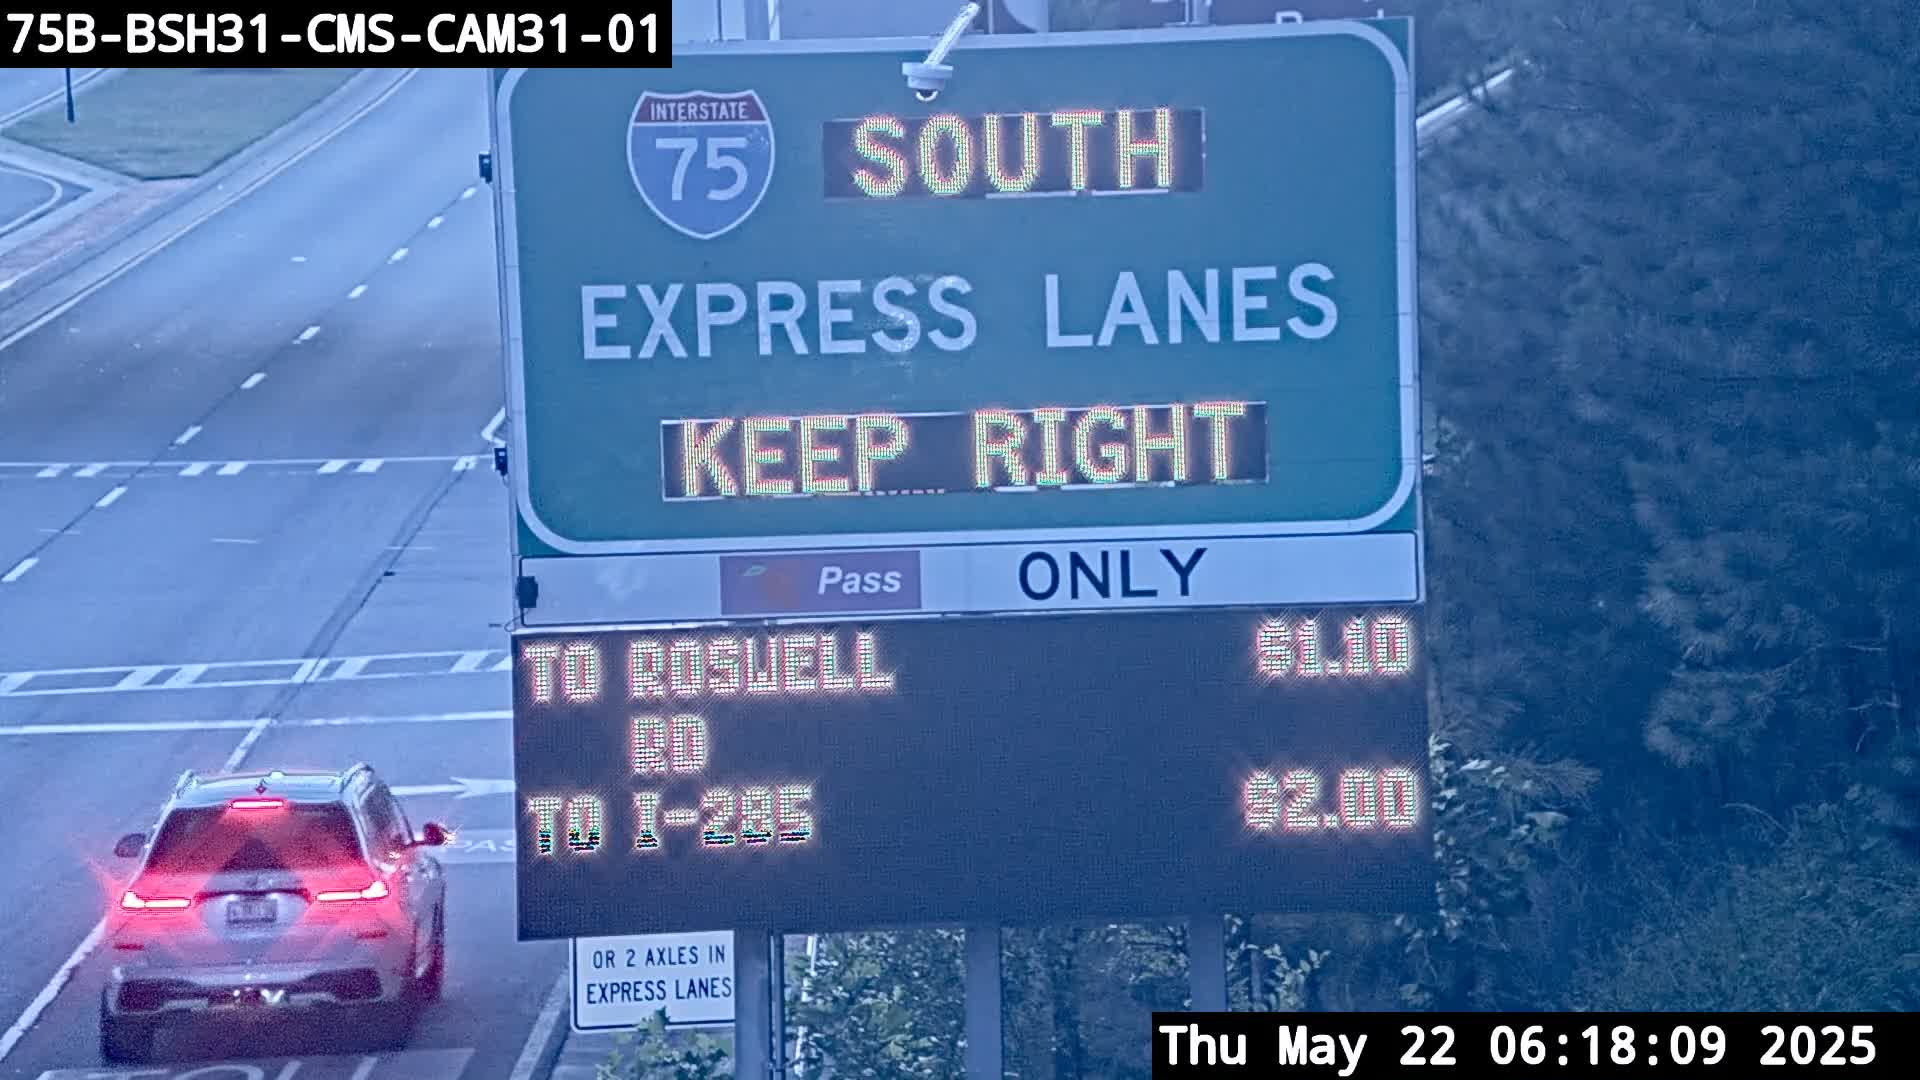 75B-BSH31-CMS-CAM31-01
INTERSTATE
75
SOUTH
EXPRESS LANES
KEEP RIGHT
Pass ONLY
TO ROSWELL $1.10
RD
TO I-285 $2.00
OR 2 AXLES IN
EXPRESS LANES
TOLL
Thu May 22 06:18:09 2025